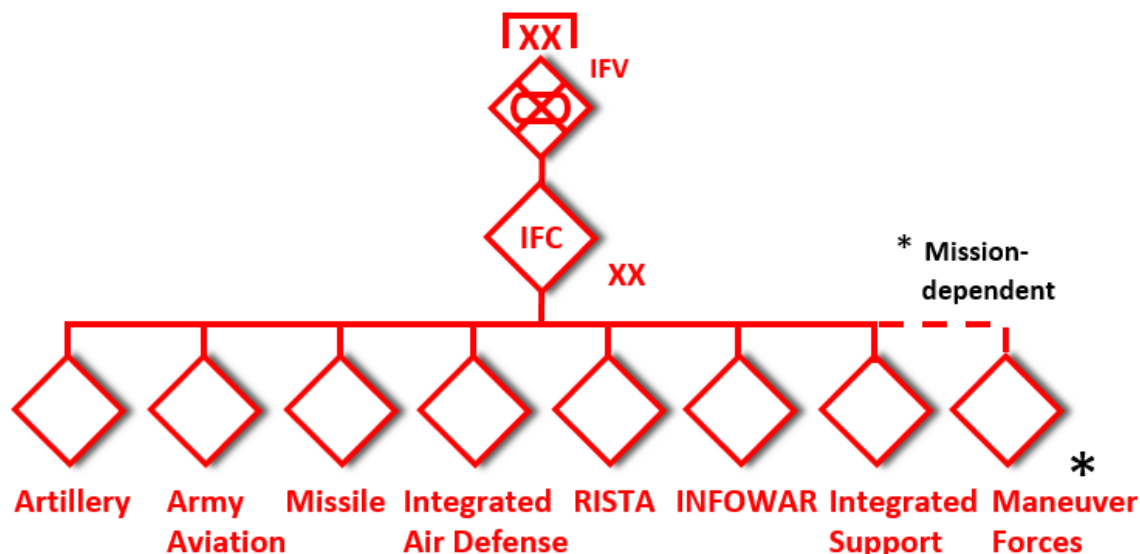 XX
IFV
IFC
XX
* Mission-
dependent
Artillery
Army
Aviation
Missile
Integrated
Air Defense
RISTA
INFOWAR
Integrated
Support
Maneuver
Forces
*